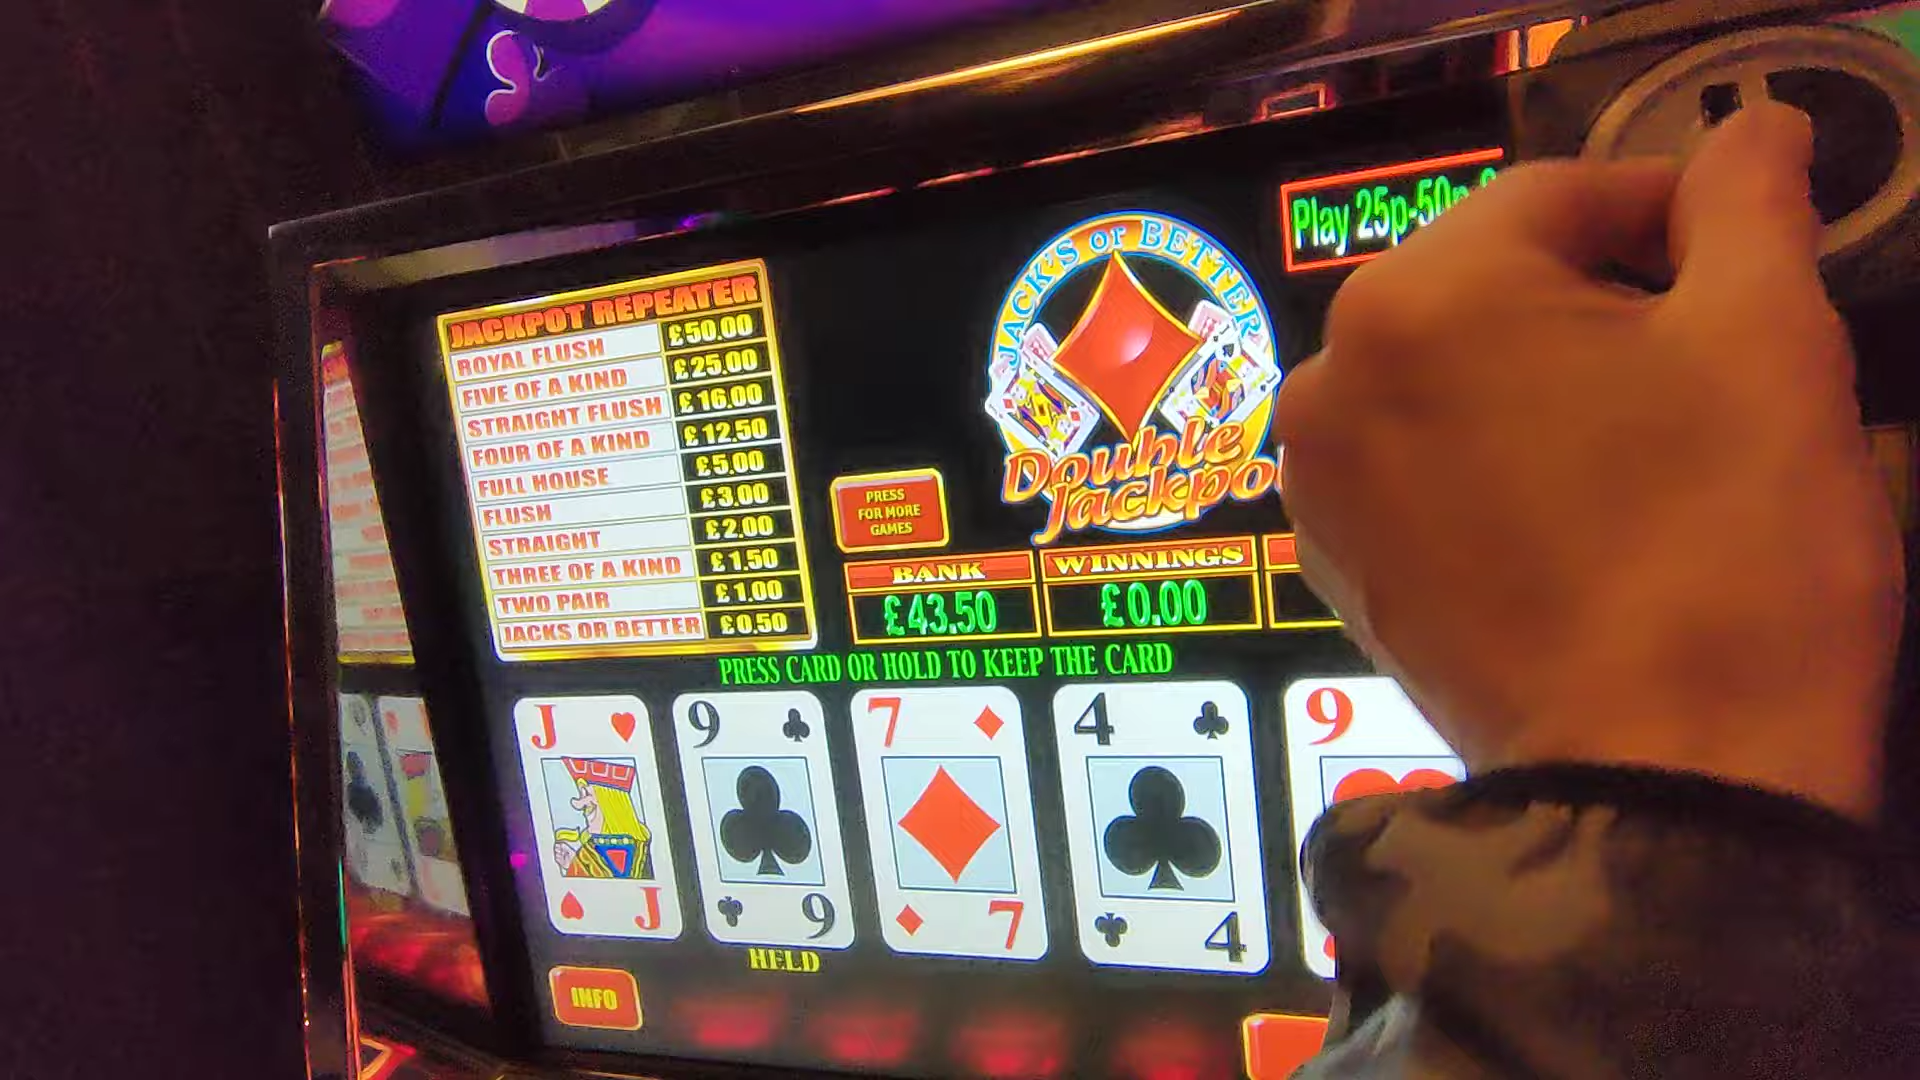 Play 25p-50p
JACK'S or BETTER
Double
Jackpo
JACKPOT REPEATER
ROYAL FLUSH £50.00
FIVE OF A KIND £25.00
STRAIGHT FLUSH £16.00
FOUR OF A KIND £12.50
FULL HOUSE £5.00
FLUSH £3.00
STRAIGHT £2.00
THREE OF A KIND £1.50
TWO PAIR £1.00
JACKS OR BETTER £0.50
PRESS
FOR MORE
GAMES
BANK WINNINGS
£43.50 £0.00
PRESS CARD OR HOLD TO KEEP THE CARD
J 9 7 4 9
J 9 7 4
HELD
INFO